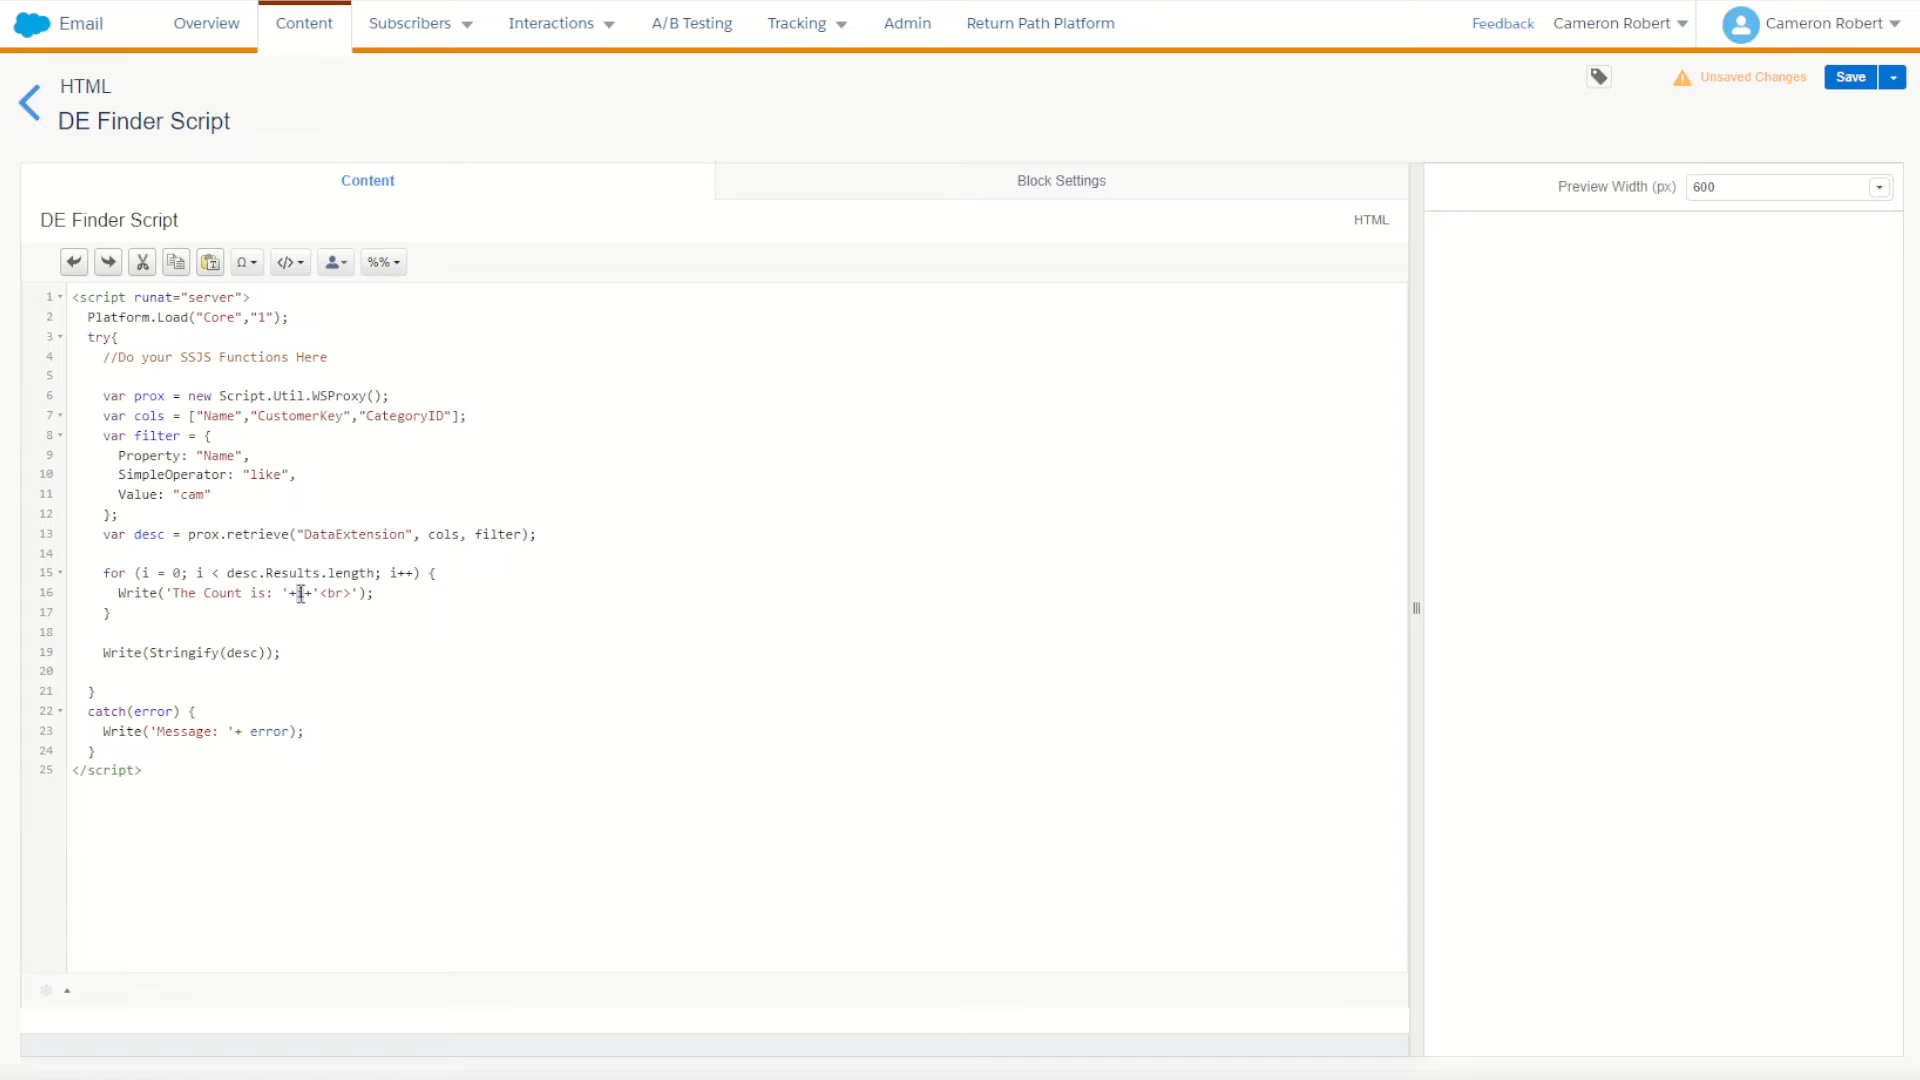 Email
Overview
Content
Subscribers
Interactions
A/B Testing
Tracking
Admin
Return Path Platform
Feedback
Cameron Robert
Cameron Robert
HTML
DE Finder Script
Unsaved Changes
Save
Content
Block Settings
Preview Width (px)
600
DE Finder Script
HTML
Ω
</>
%%
1 <script runat="server">
2 Platform.Load("Core","1");
3 try{
4 //Do your SSJS Functions Here
5
6 var prox = new Script.Util.WSProxy();
7 var cols = ["Name","CustomerKey","CategoryID"];
8 var filter = {
9 Property: "Name",
10 SimpleOperator: "like",
11 Value: "cam"
12 };
13 var desc = prox.retrieve("DataExtension", cols, filter);
14
15 for (i = 0; i < desc.Results.length; i++) {
16 Write('The Count is: '+i+'<br>');
17 }
18
19 Write(Stringify(desc));
20
21 }
22 catch(error) {
23 Write('Message: '+ error);
24 }
25 </script>